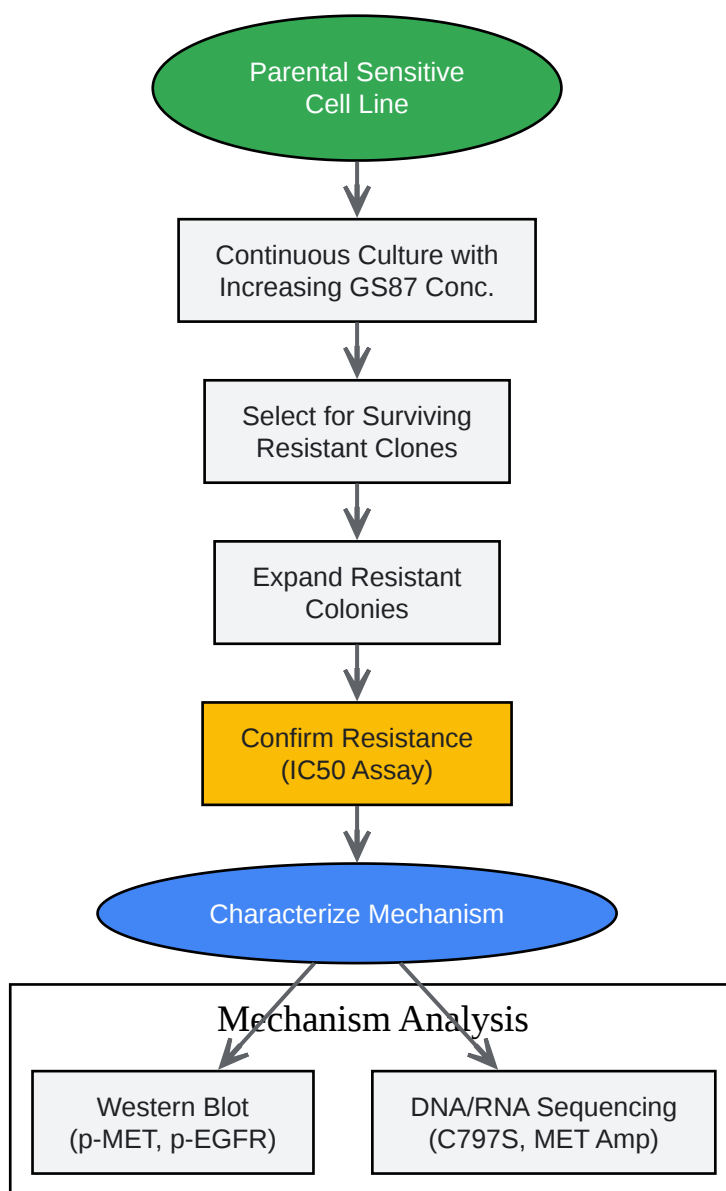 Parental Sensitive
Cell Line
Continuous Culture with
Increasing GS87 Conc.
Select for Surviving
Resistant Clones
Expand Resistant
Colonies
Confirm Resistance
(IC50 Assay)
Characterize Mechanism
Mechanism Analysis
Western Blot
(p-MET, p-EGFR)
DNA/RNA Sequencing
(C797S, MET Amp)